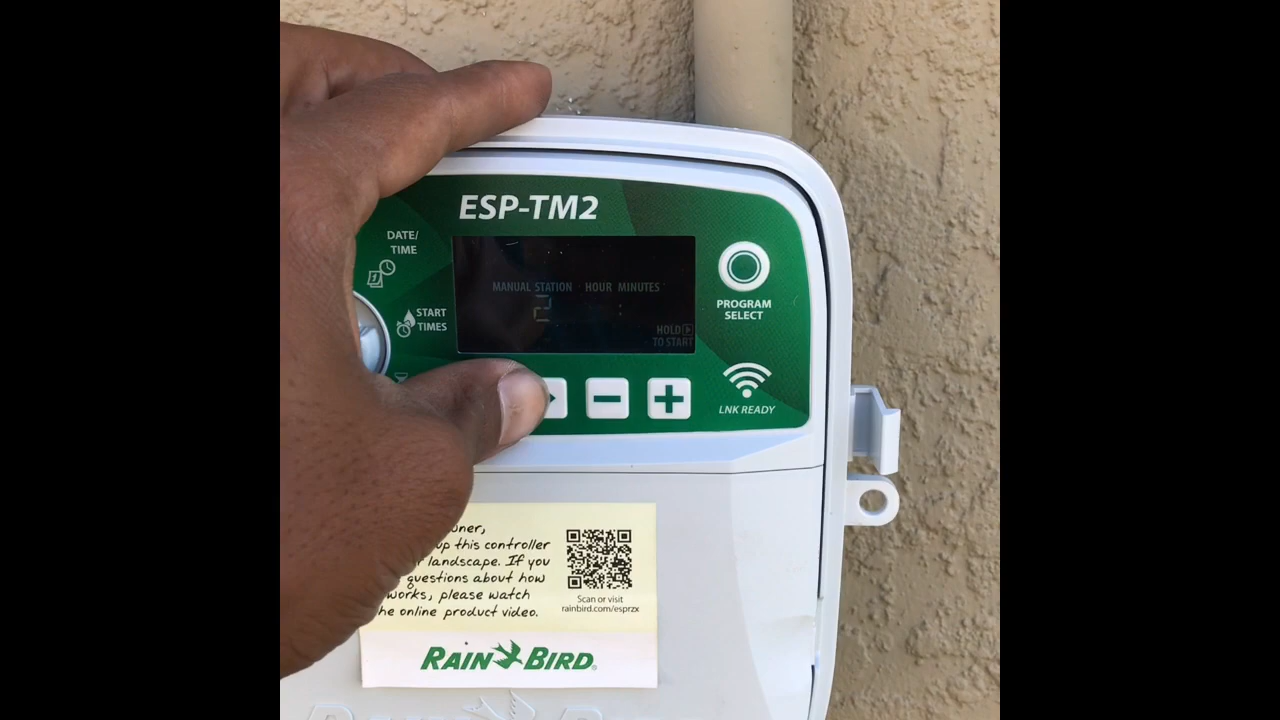 ESP-TM2
DATE/
TIME
START
TIMES
MANUAL STATION HOUR MINUTES
2 :
HOLD
TO START
PROGRAM
SELECT
LNK READY
up this controller
landscape. If you
questions about how
works, please watch
the online product video.
Scan or visit
rainbird.com/esprzx
RAIN BIRD